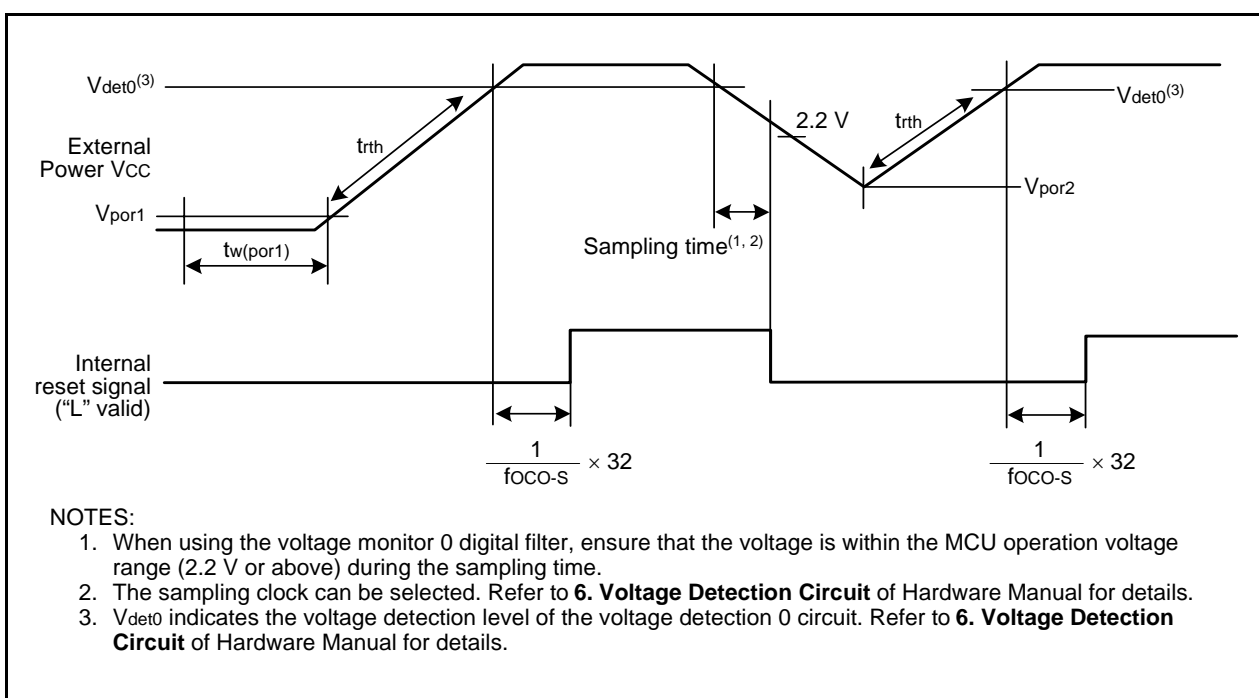 Vdet0(3)
External
Power VCC
Vpor1
tw(por1)
trth
Sampling time(1, 2)
2.2 V
trth
Vdet0(3)
Vpor2
Internal
reset signal
(“L” valid)
1
fOCO-S
× 32
1
fOCO-S
× 32
NOTES:
1. When using the voltage monitor 0 digital filter, ensure that the voltage is within the MCU operation voltage
range (2.2 V or above) during the sampling time.
2. The sampling clock can be selected. Refer to 6. Voltage Detection Circuit of Hardware Manual for details.
3. Vdet0 indicates the voltage detection level of the voltage detection 0 circuit. Refer to 6. Voltage Detection
Circuit of Hardware Manual for details.